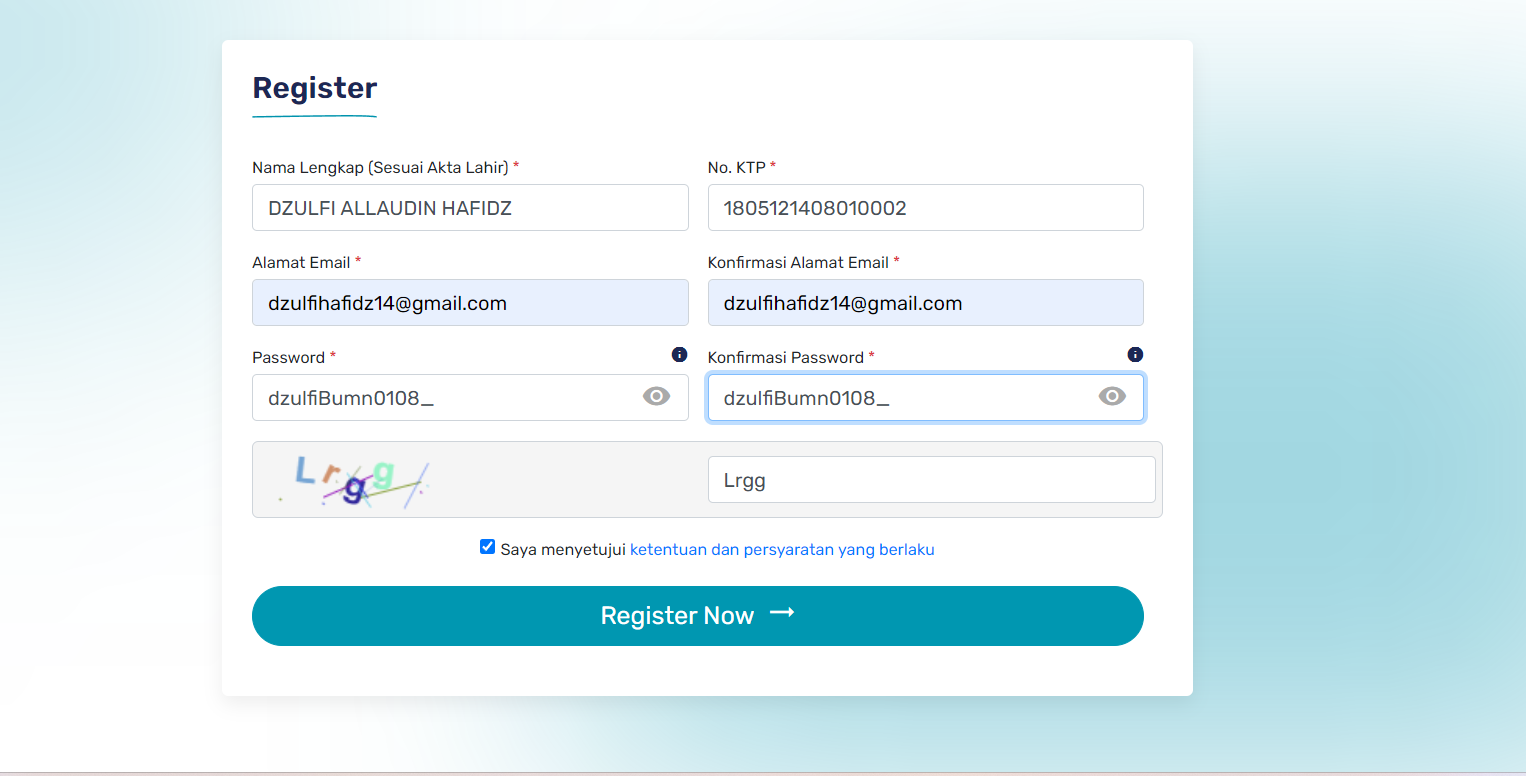 Register
Nama Lengkap (Sesuai Akta Lahir) * No. KTP *
DZULFI ALLAUDIN HAFIDZ 1805121408010002
Alamat Email * Konfirmasi Alamat Email *
dzulfihafidz14@gmail.com dzulfihafidz14@gmail.com
Password * Konfirmasi Password *
dzulfiBumn0108_ dzulfiBumn0108_
Lrgg Lrgg
Saya menyetujui ketentuan dan persyaratan yang berlaku
Register Now →